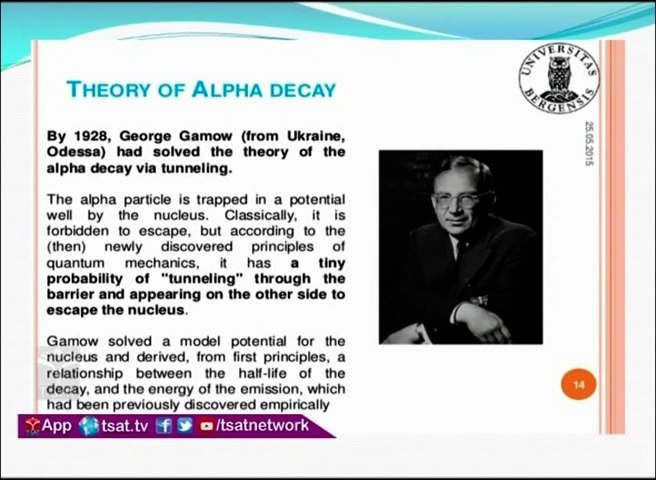 THEORY OF ALPHA DECAY
UNIVERSITAS
BERGENSIS
25.05.2015
By 1928, George Gamow (from Ukraine,
Odessa) had solved the theory of the
alpha decay via tunneling.
The alpha particle is trapped in a potential
well by the nucleus. Classically, it is
forbidden to escape, but according to the
(then) newly discovered principles of
quantum mechanics, it has a tiny
probability of "tunneling" through the
barrier and appearing on the other side to
escape the nucleus.
Gamow solved a model potential for the
nucleus and derived, from first principles, a
relationship between the half-life of the
decay, and the energy of the emission, which
had been previously discovered empirically
14
App tsat.tv /tsatnetwork